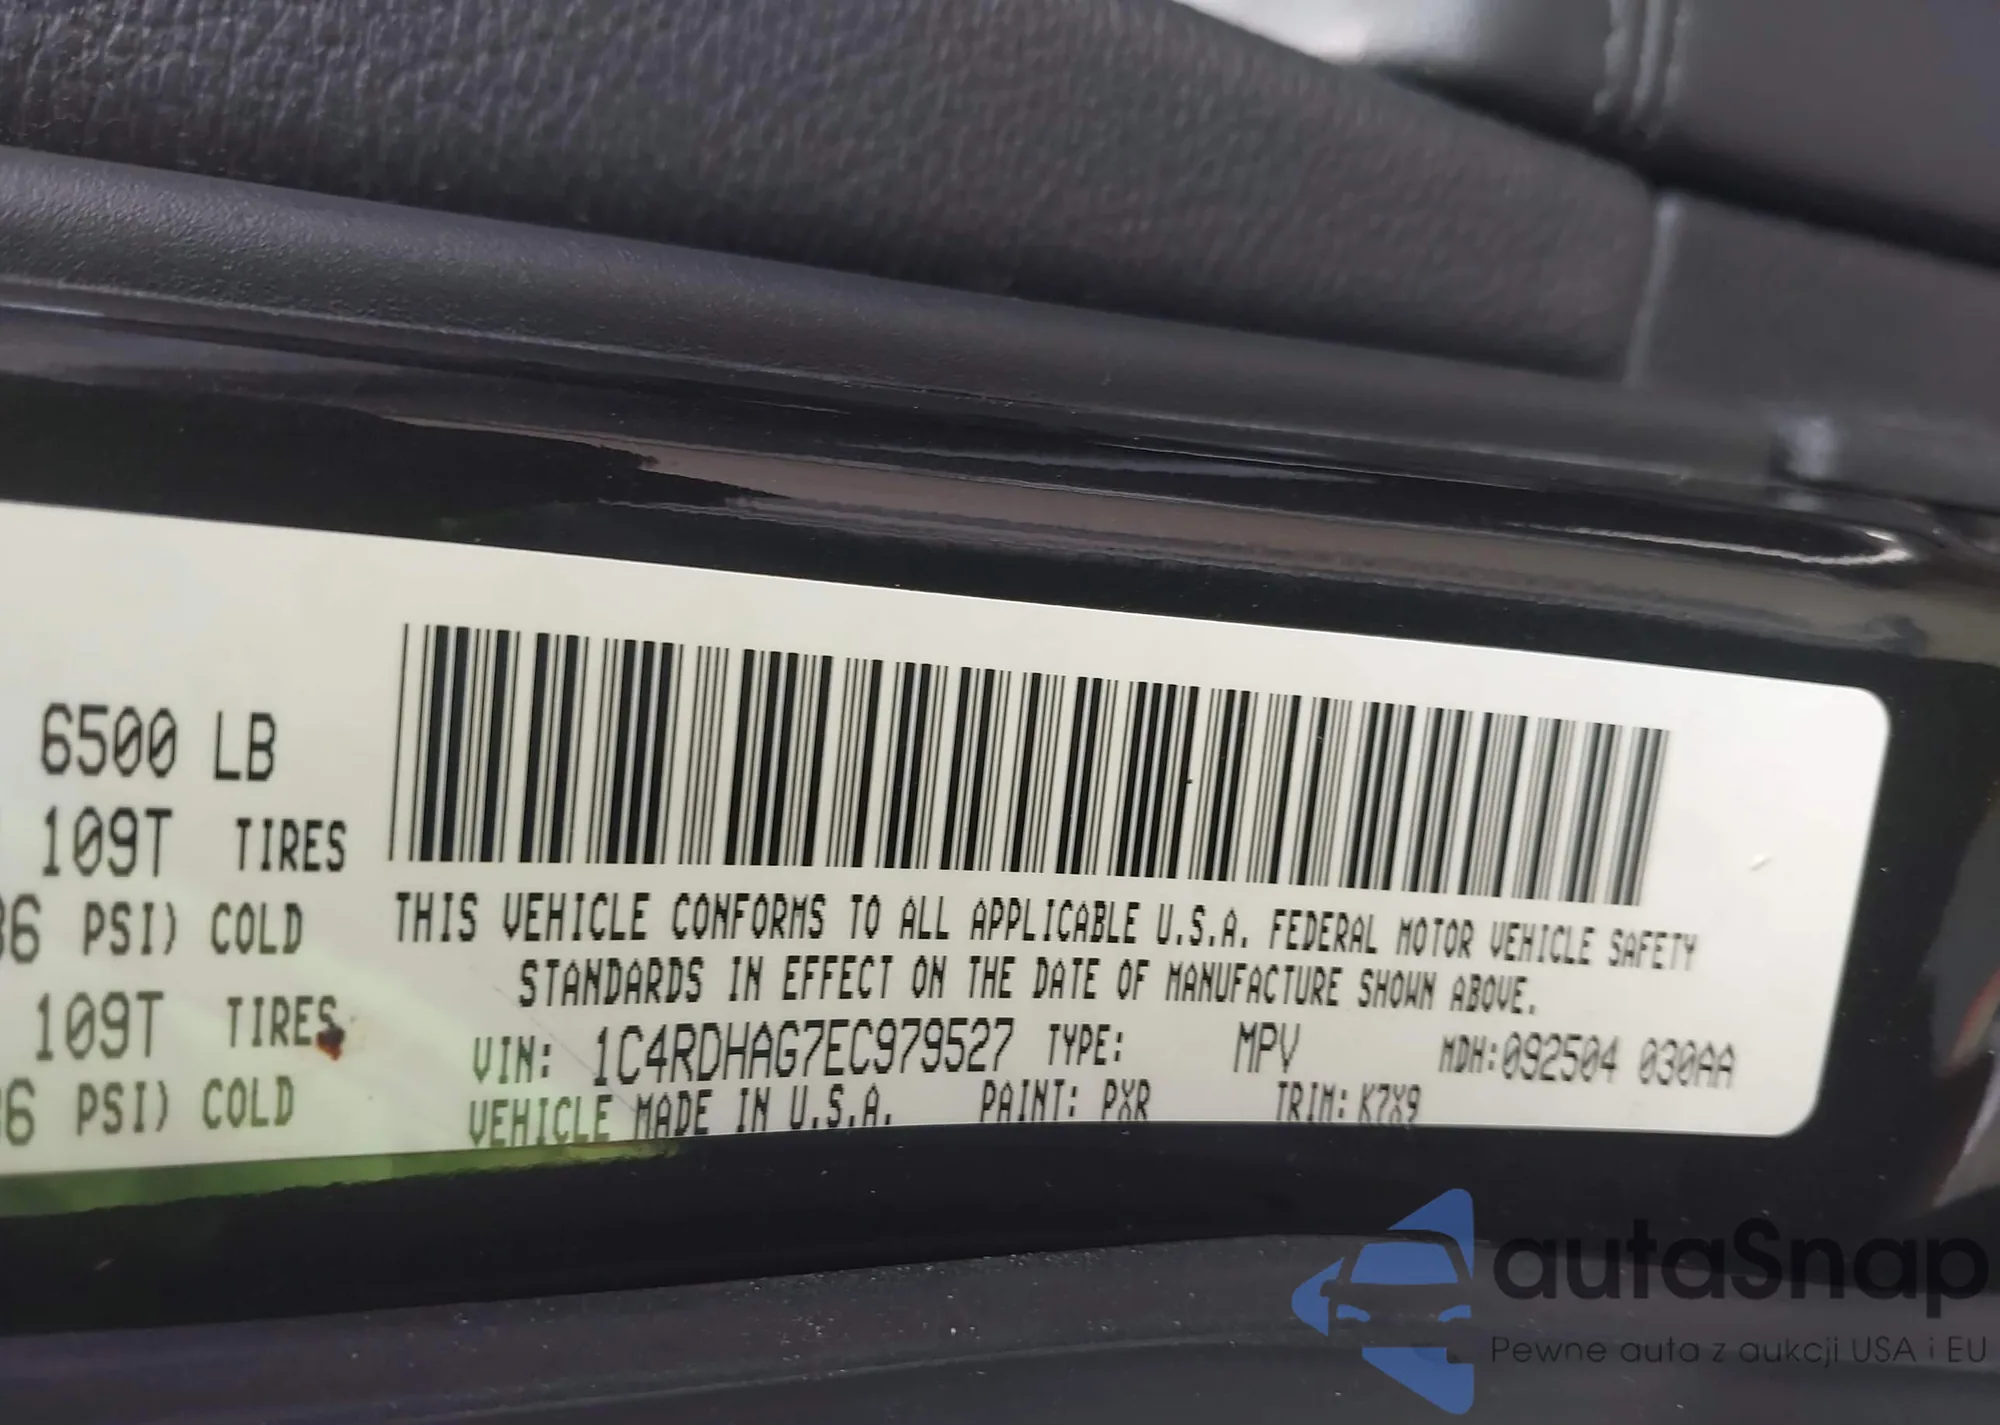 6500 LB
109T TIRES
36 PSI) COLD
109T TIRES
36 PSI) COLD
THIS VEHICLE CONFORMS TO ALL APPLICABLE U.S.A. FEDERAL MOTOR VEHICLE SAFETY
STANDARDS IN EFFECT ON THE DATE OF MANUFACTURE SHOWN ABOVE.
VIN: 1C4RDHAG7EC979527 TYPE: MPV MDH:092504 030AA
VEHICLE MADE IN U.S.A. PAINT: PXR TRIM: K7X9
autaSnap
Pewne auta z aukcji USA i EU